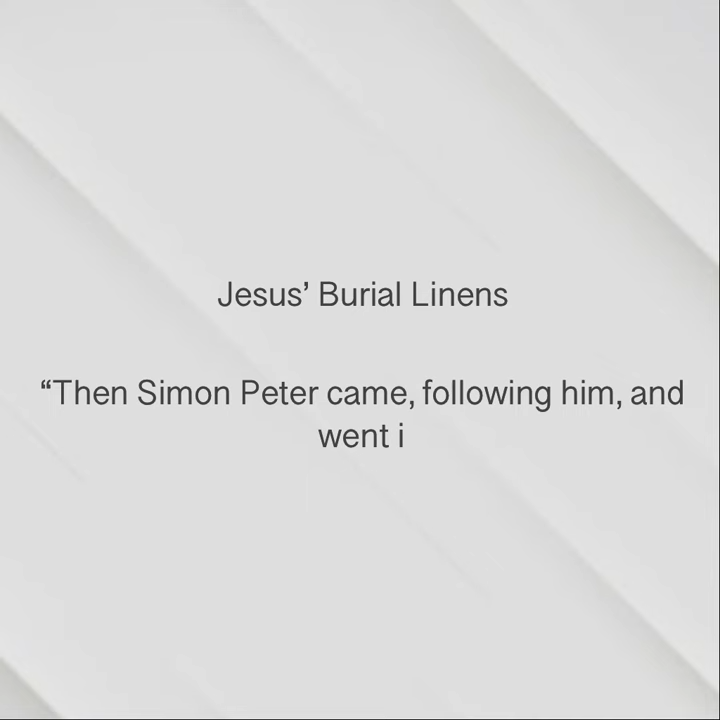 Jesus’ Burial Linens
“Then Simon Peter came, following him, and
went i